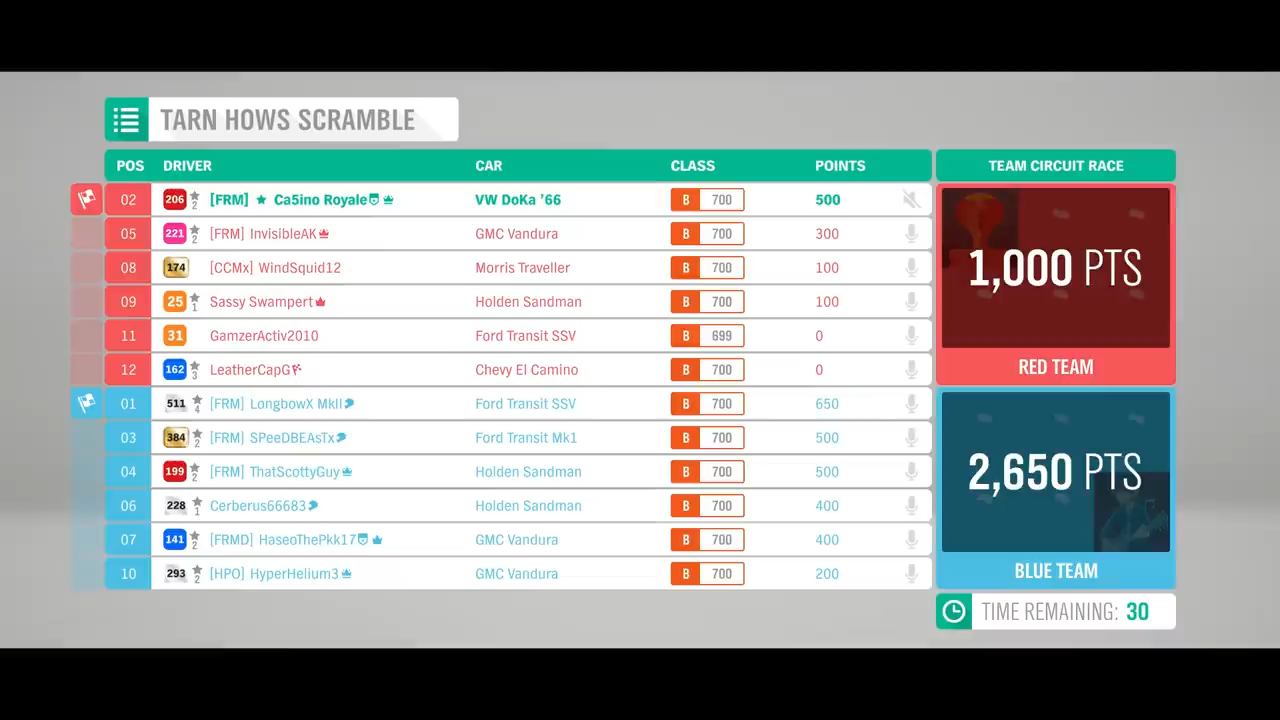 TARN HOWS SCRAMBLE
POS DRIVER CAR CLASS POINTS TEAM CIRCUIT RACE
02 206 2 [FRM] ★ Ca5ino Royale VW DoKa '66 B 700 500
05 221 2 [FRM] InvisibleAK GMC Vandura B 700 300
08 174 [CCMx] WindSquid12 Morris Traveller B 700 100
09 25 1 Sassy Swampert Holden Sandman B 700 100
11 31 GamzerActiv2010 Ford Transit SSV B 699 0
12 162 3 LeatherCapG Chevy El Camino B 700 0
1,000 PTS
RED TEAM
01 511 4 [FRM] LongbowX MkII Ford Transit SSV B 700 650
03 384 2 [FRM] SPeeDBEAsTx Ford Transit Mk1 B 700 500
04 199 2 [FRM] ThatScottyGuy Holden Sandman B 700 500
06 228 1 Cerberus66683 Holden Sandman B 700 400
07 141 2 [FRMD] HaseoThePkk17 GMC Vandura B 700 400
10 293 2 [HPO] HyperHelium3 GMC Vandura B 700 200
2,650 PTS
BLUE TEAM
TIME REMAINING: 30